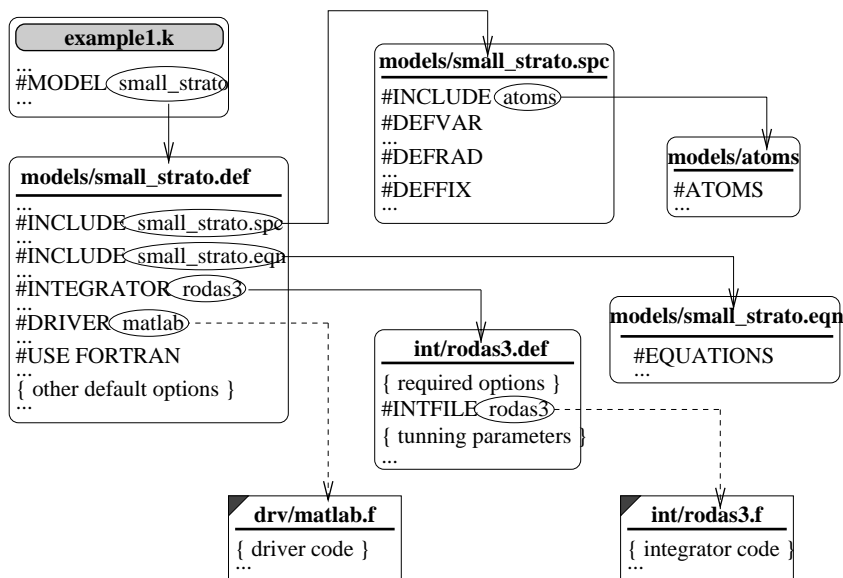 example1.k
...
#MODEL small_strato
...
models/small_strato.def
...
#INCLUDE small_strato.spc
...
#INCLUDE small_strato.eqn
...
#INTEGRATOR rodas3
...
#DRIVER matlab
...
#USE FORTRAN
{ other default options }
...
models/small_strato.spc
#INCLUDE atoms
#DEFVAR
...
#DEFRAD
...
#DEFFIX
...
models/atoms
#ATOMS
...
models/small_strato.eqn
#EQUATIONS
...
int/rodas3.def
{ required options }
#INTFILE rodas3
{ tunning parameters }
...
drv/matlab.f
{ driver code }
...
int/rodas3.f
{ integrator code }
...